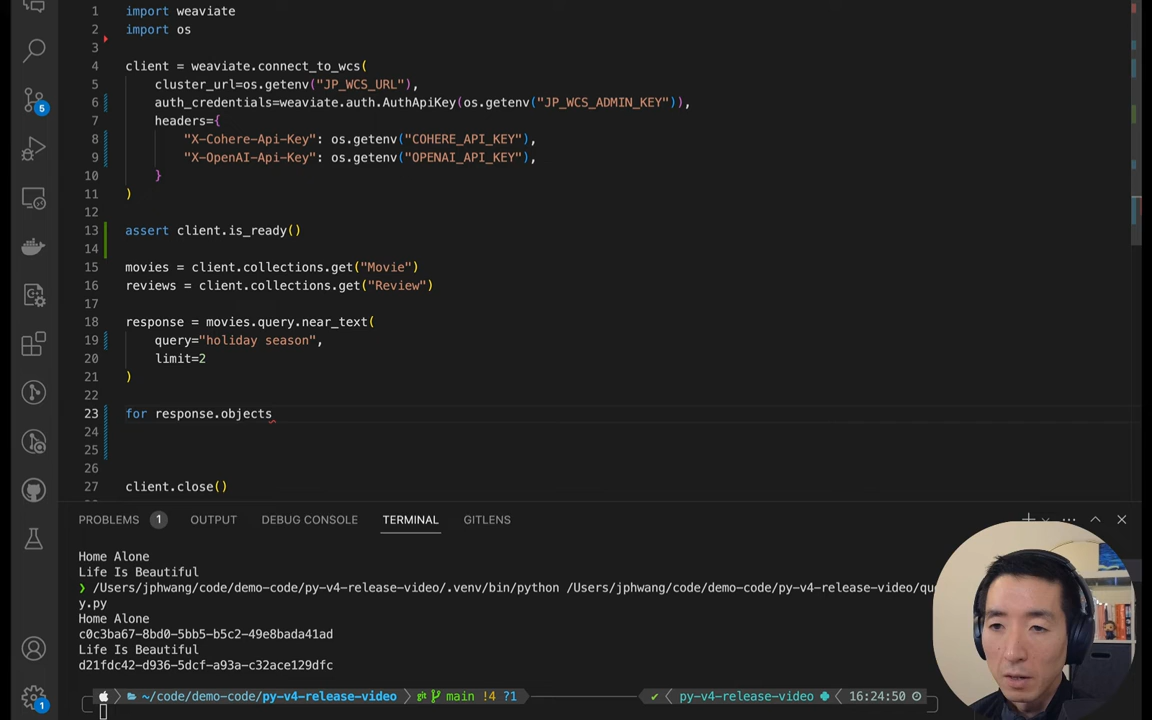 1 import weaviate
2 import os
3
4 client = weaviate.connect_to_wcs(
5 cluster_url=os.getenv("JP_WCS_URL"),
6 auth_credentials=weaviate.auth.AuthApiKey(os.getenv("JP_WCS_ADMIN_KEY")),
7 headers={
8 "X-Cohere-Api-Key": os.getenv("COHERE_API_KEY"),
9 "X-OpenAI-Api-Key": os.getenv("OPENAI_API_KEY"),
10 }
11 )
12
13 assert client.is_ready()
14
15 movies = client.collections.get("Movie")
16 reviews = client.collections.get("Review")
17
18 response = movies.query.near_text(
19 query="holiday season",
20 limit=2
21 )
22
23 for response.objects
24
25
26
27 client.close()
5
1
PROBLEMS 1 OUTPUT DEBUG CONSOLE TERMINAL GITLENS
Home Alone
Life Is Beautiful
❯ /Users/jphwang/code/demo-code/py-v4-release-video/.venv/bin/python /Users/jphwang/code/demo-code/py-v4-release-video/qu
y.py
Home Alone
c0c3ba67-8bd0-5bb5-b5c2-49e8bada41ad
Life Is Beautiful
d21fdc42-d936-5dcf-a93a-c32ace129dfc
~/code/demo-code/py-v4-release-video main !4 ?1 ✔ py-v4-release-video 16:24:50